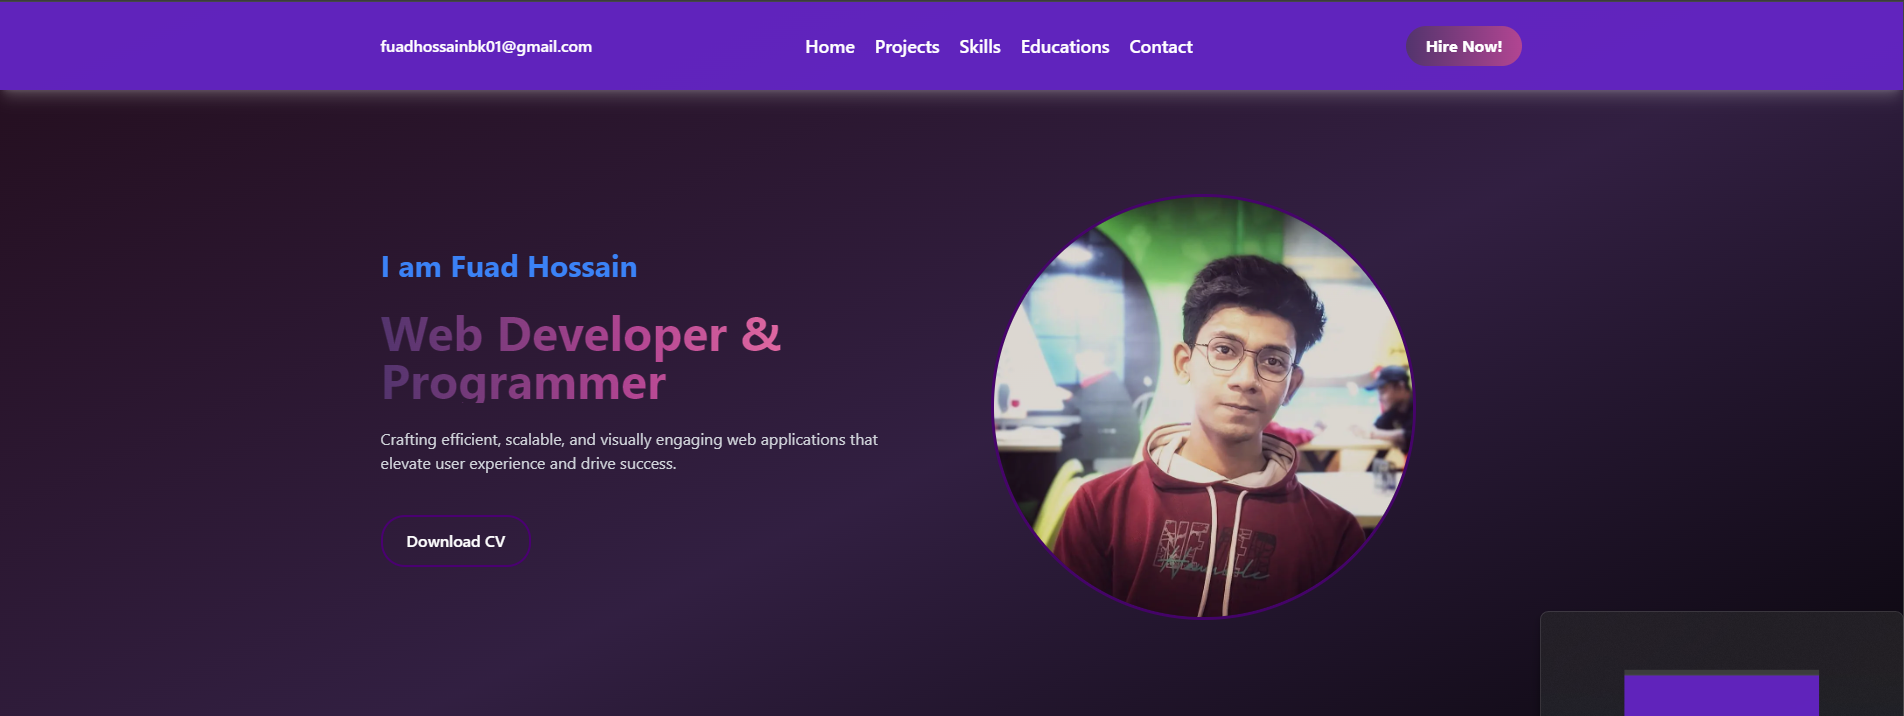 fuadhossainbk01@gmail.com
Home Projects Skills Educations Contact
Hire Now!
I am Fuad Hossain
Web Developer &
Programmer
Crafting efficient, scalable, and visually engaging web applications that
elevate user experience and drive success.
Download CV